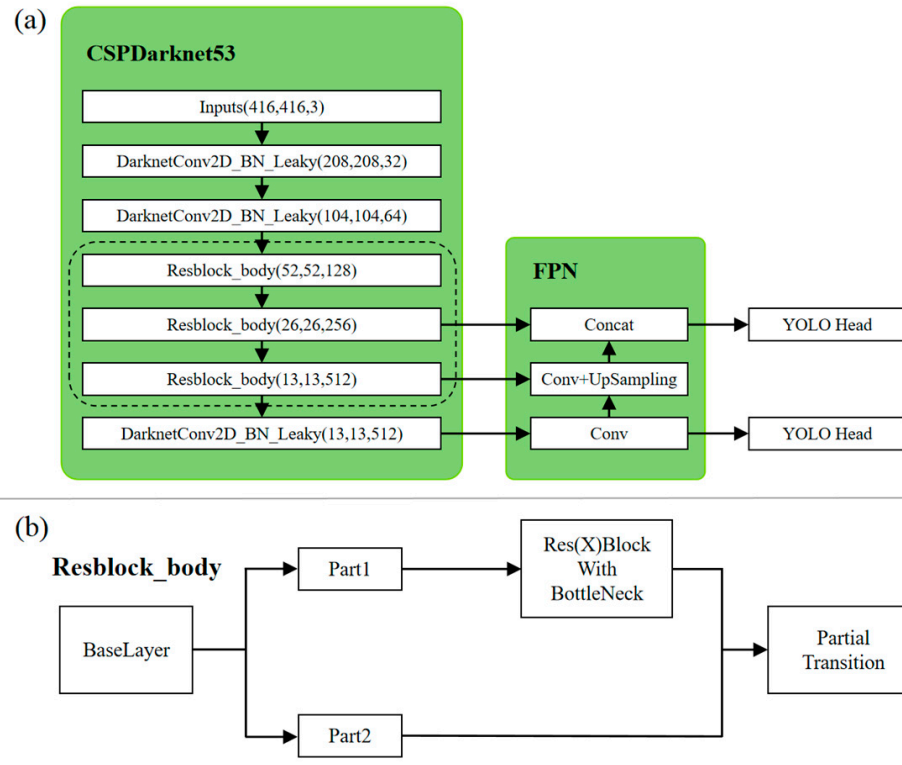 (a)
CSPDarknet53
Inputs(416,416,3)
DarknetConv2D_BN_Leaky(208,208,32)
DarknetConv2D_BN_Leaky(104,104,64)
Resblock_body(52,52,128)
Resblock_body(26,26,256)
Resblock_body(13,13,512)
DarknetConv2D_BN_Leaky(13,13,512)
FPN
Concat
Conv+UpSampling
Conv
YOLO Head
YOLO Head
(b)
Resblock_body
BaseLayer
Part1
Res(X)Block
With
BottleNeck
Part2
Partial
Transition